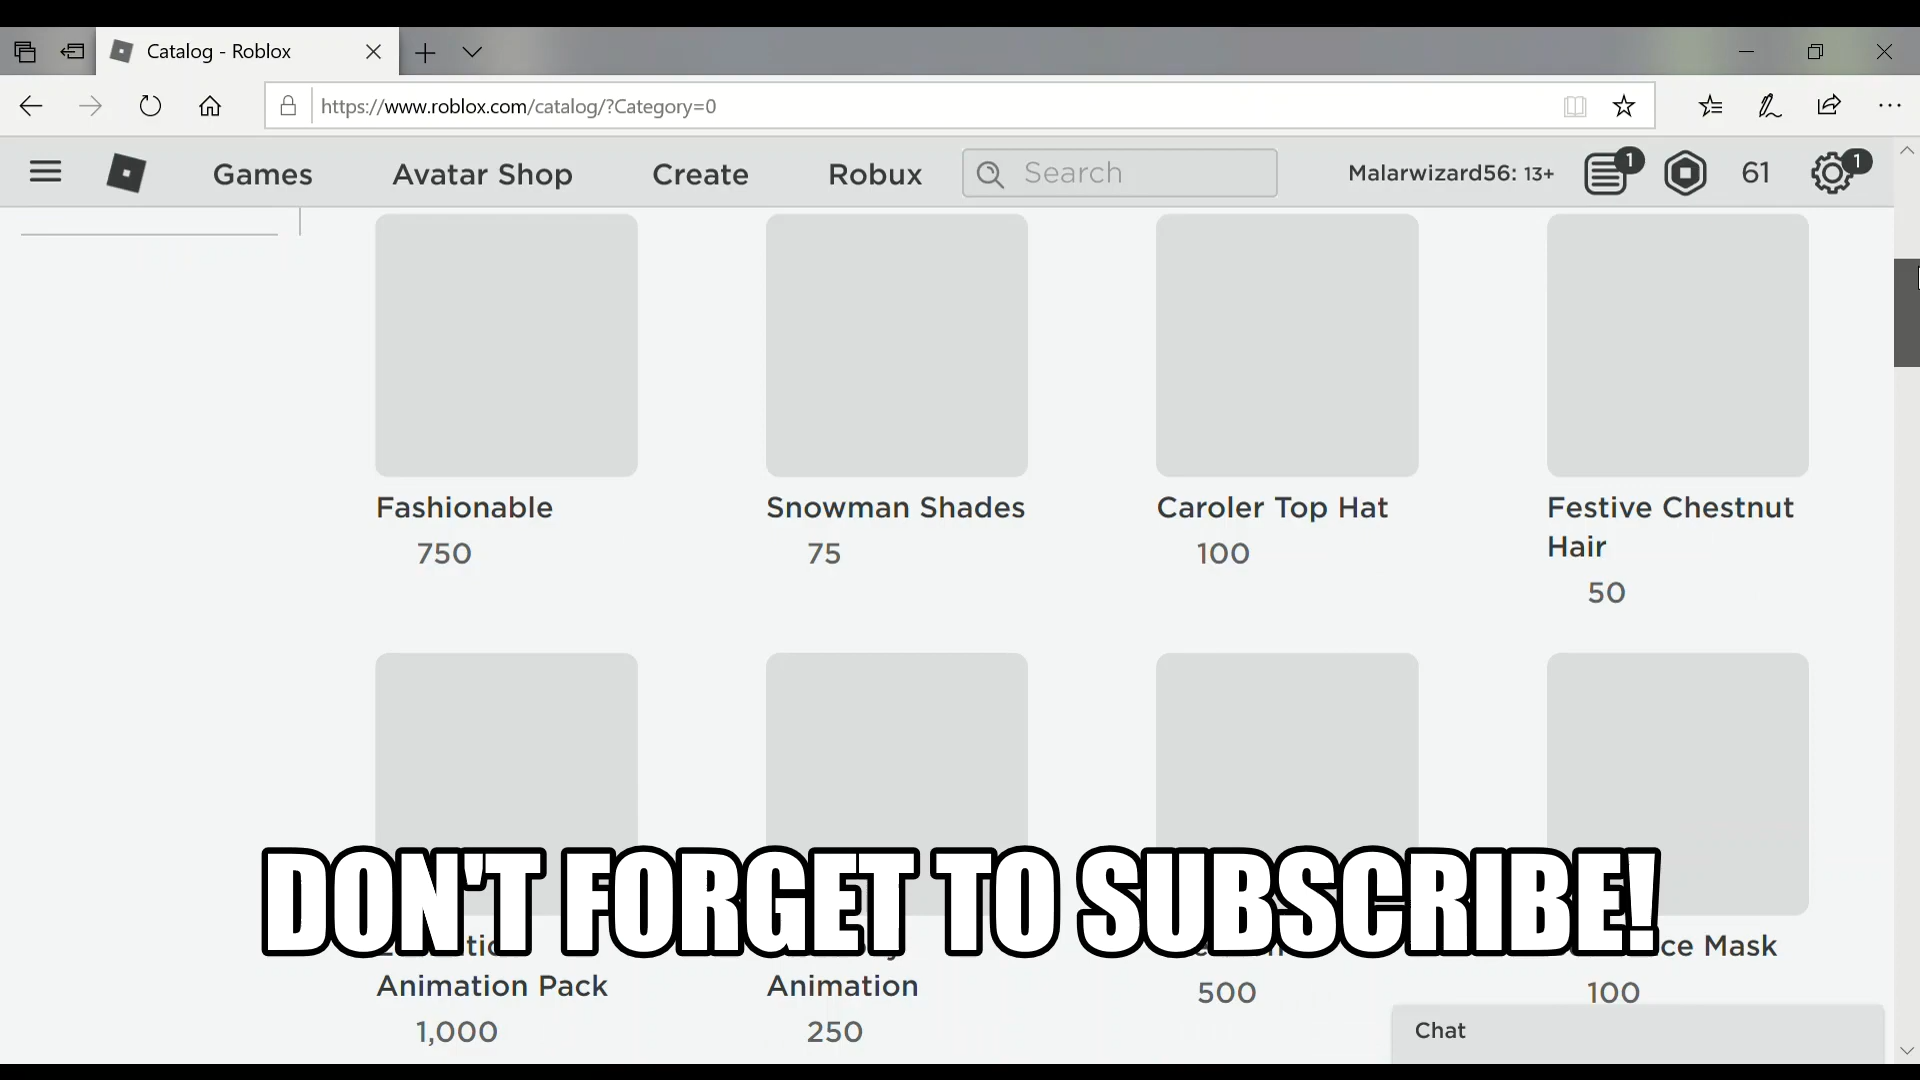 Catalog - Roblox
https://www.roblox.com/catalog/?Category=0
Games Avatar Shop Create Robux Search Malarwizard56: 13+ 1 61 1
Fashionable Snowman Shades Caroler Top Hat Festive Chestnut
Hair
750 75 100 50
DON'T FORGET TO SUBSCRIBE!
ce Mask
Animation Pack Animation 500 100
1,000 250
Chat